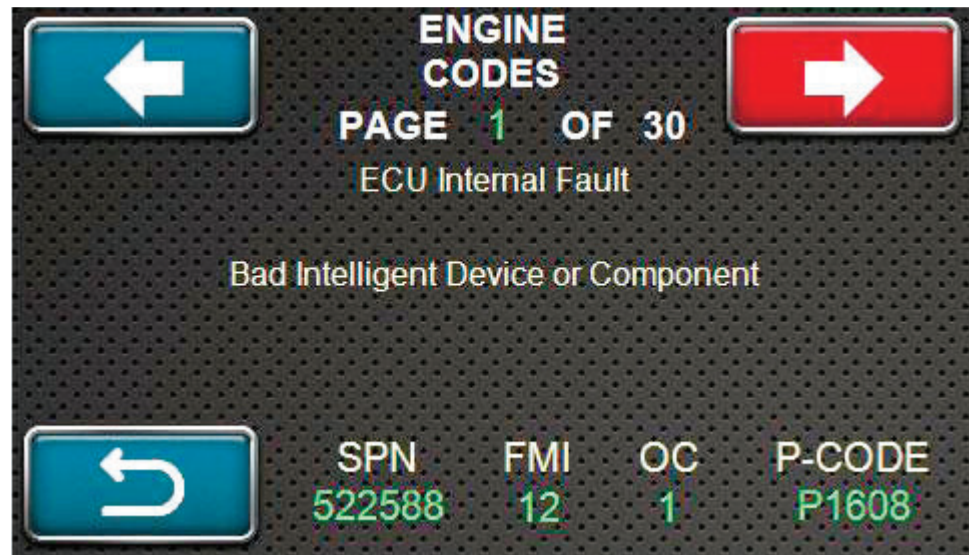 ENGINE
CODES
PAGE 1 OF 30
ECU Internal Fault
Bad Intelligent Device or Component
SPN FMI OC P-CODE
522588 12 1 P1608